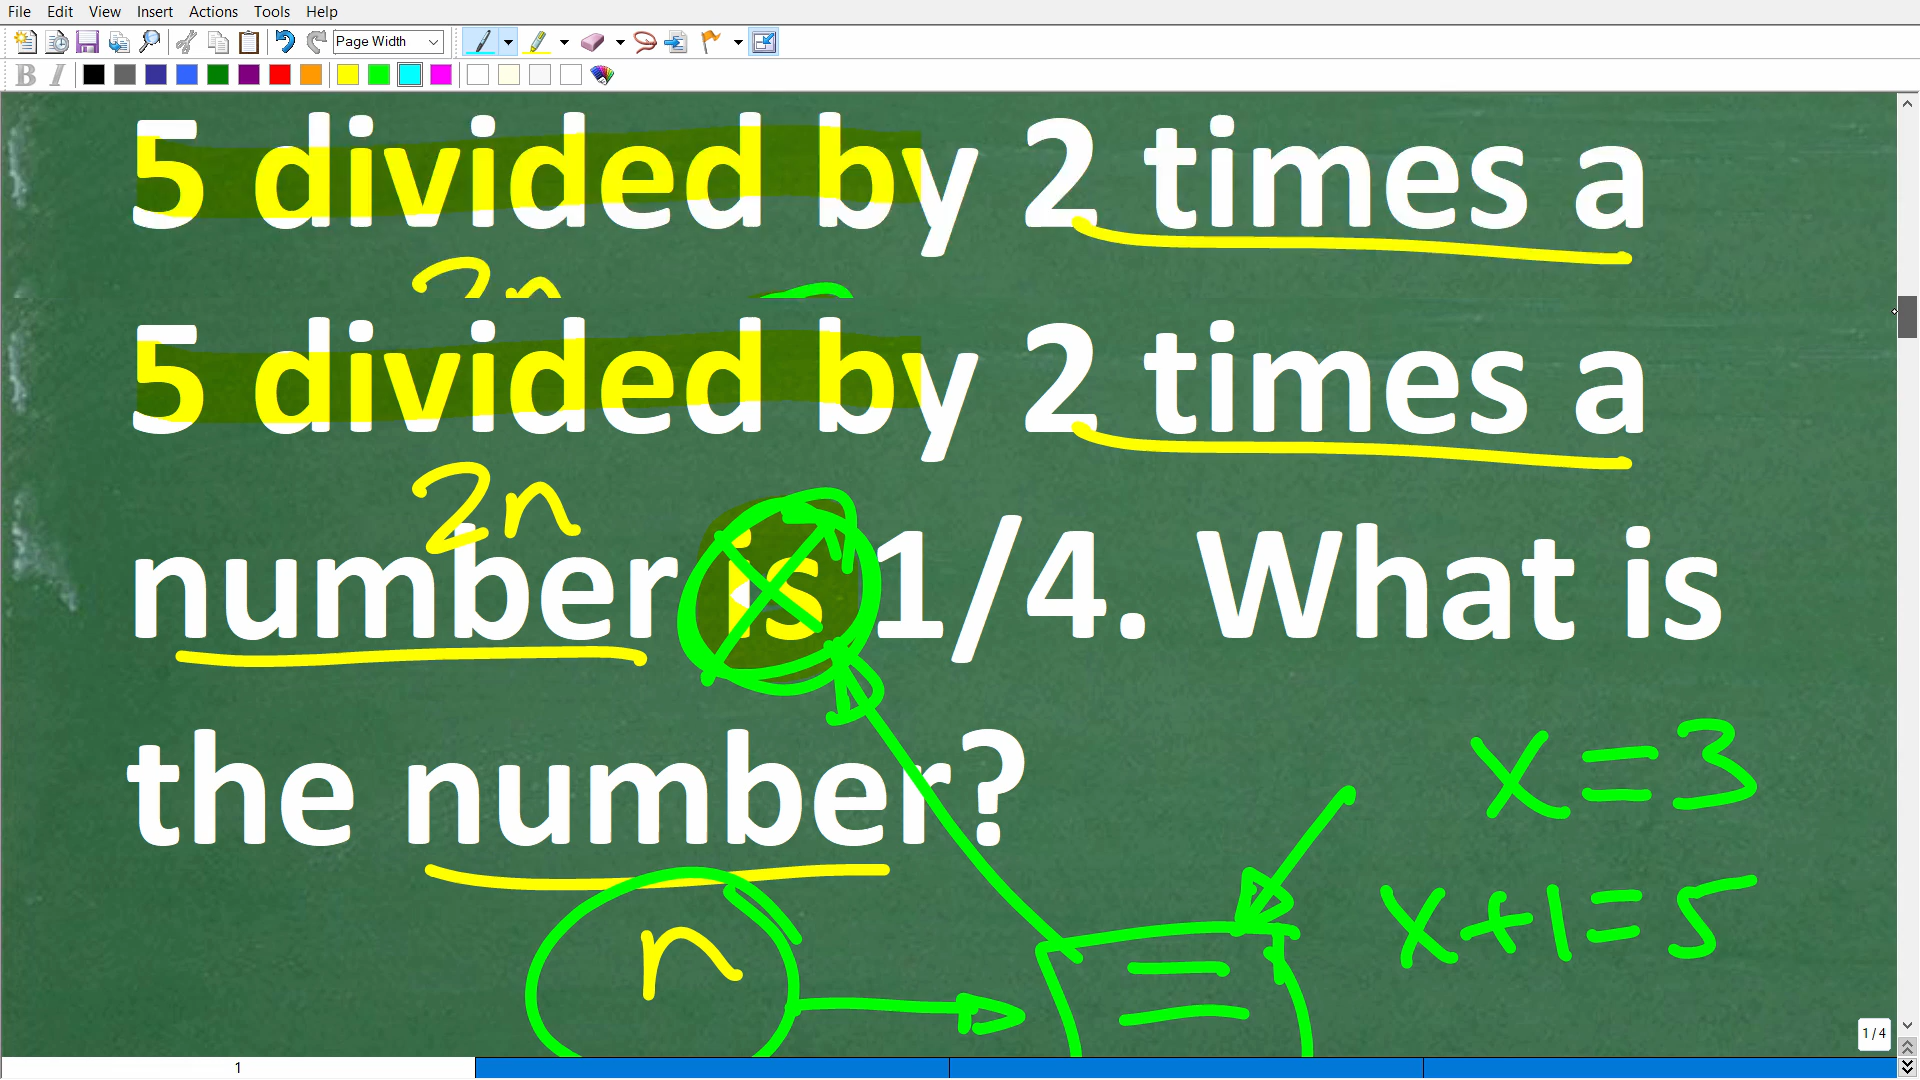 File Edit View Insert Actions Tools Help
Page Width
B I
5 divided by 2 times a
2n
5 divided by 2 times a
2n
number is 1/4. What is
the number?
x=3
n
=
x+1=5
1 / 4
1